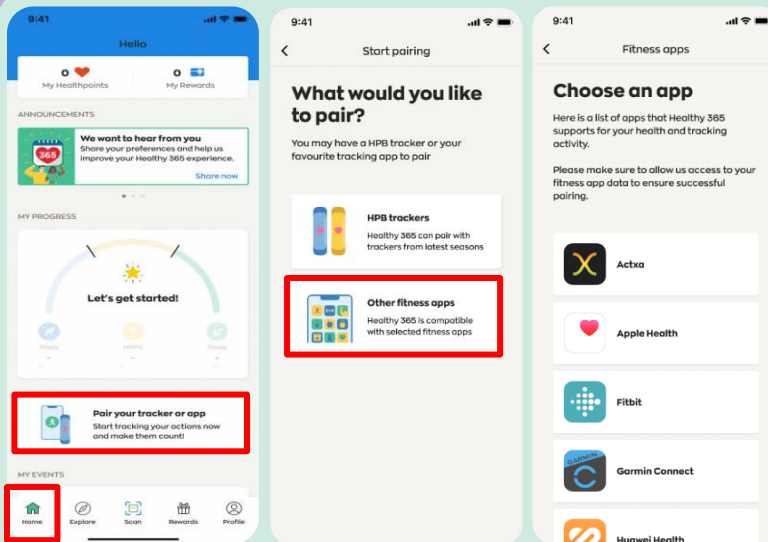 9:41
Hello
0
0
My Healthpoints
My Rewards
ANNOUNCEMENTS
365
We want to hear from you
Share your preferences and help us
improve your Healthy 365 experience.
Share now
MY PROGRESS
Let's get started!
Steps
Sleep
Pair your tracker or app
Start tracking your actions now
and make them count!
MY EVENTS
Home
Explore
Scan
Rewards
Profile
9:41
Start pairing
What would you like
to pair?
You may have a HPB tracker or your
favourite tracking app to pair
HPB trackers
Healthy 365 can pair with
trackers from latest seasons
Other fitness apps
Healthy 365 is compatible
with selected fitness apps
9:41
Fitness apps
Choose an app
Here is a list of apps that Healthy 365
supports for your health and tracking
activity.
Please make sure to allow us access to your
fitness app data to ensure successful
pairing.
Actxa
Apple Health
Fitbit
GARMIN
Garmin Connect
Huawei Health